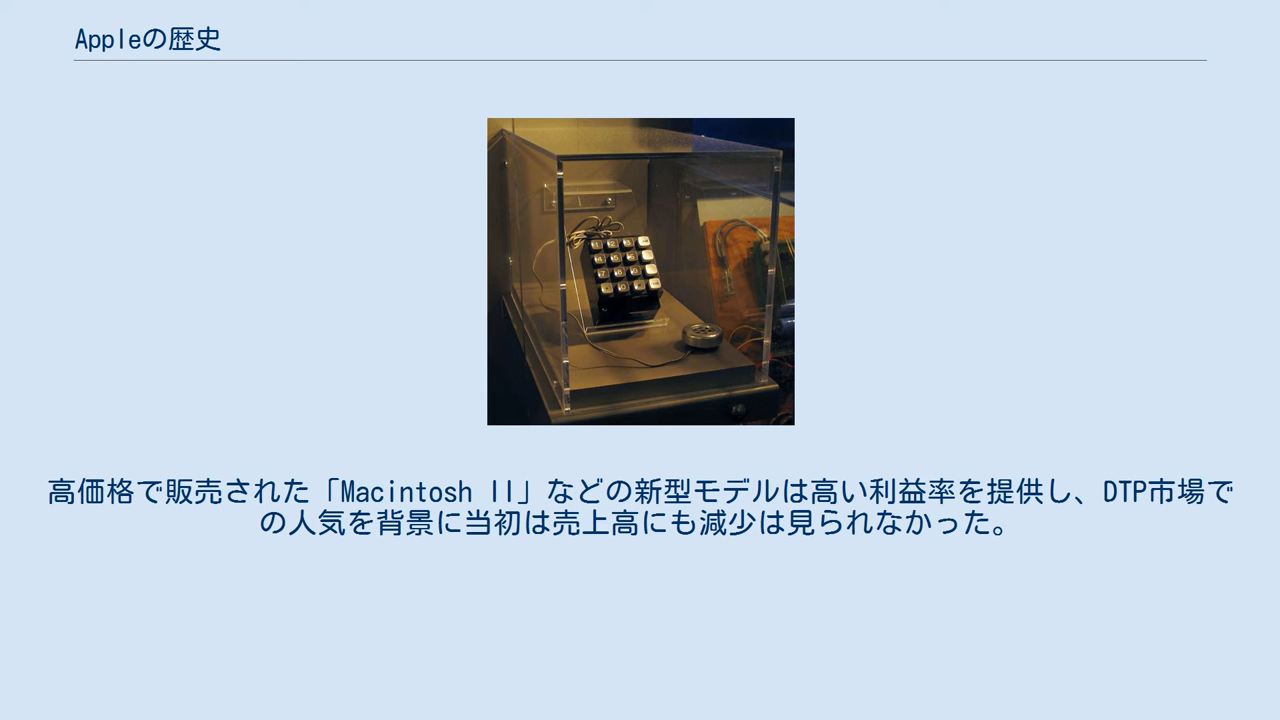 Appleの歴史
高価格で販売された「Macintosh II」などの新型モデルは高い利益率を提供し、DTP市場で
の人気を背景に当初は売上高にも減少は見られなかった。